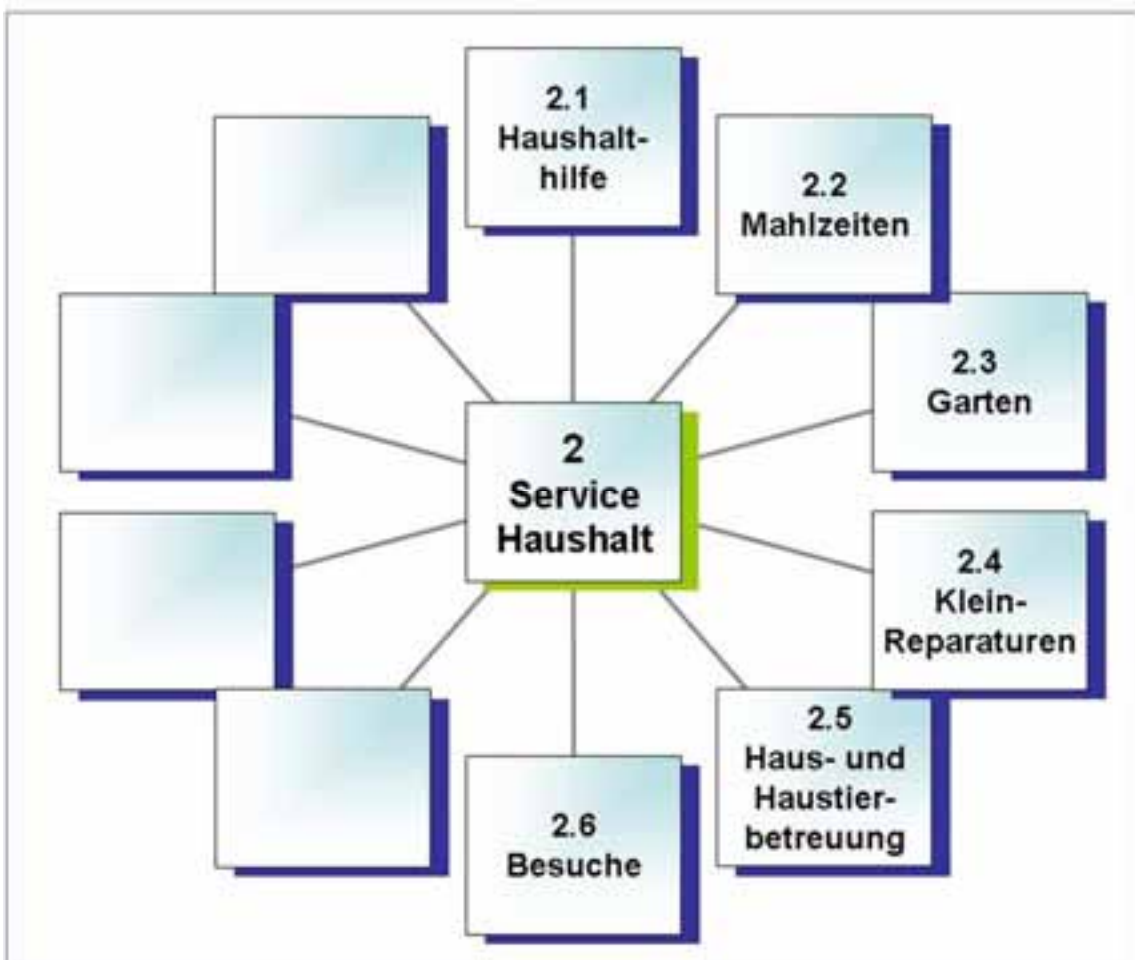 2.1
Haushalt-
hilfe
2.2
Mahlzeiten
2.3
Garten
2
Service
Haushalt
2.4
Klein-
Reparaturen
2.5
Haus- und
Haustier-
betreuung
2.6
Besuche